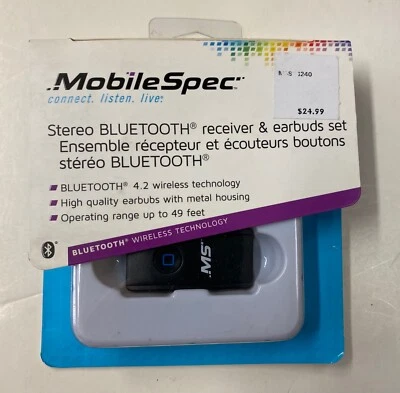 MobileSpec
connect. listen. live.
$24.99
Stereo BLUETOOTH® receiver & earbuds set
Ensemble récepteur et écouteurs boutons
stéréo BLUETOOTH®
BLUETOOTH® 4.2 wireless technology
High quality earbuds with metal housing
Operating range up to 49 feet
BLUETOOTH® WIRELESS TECHNOLOGY
MS